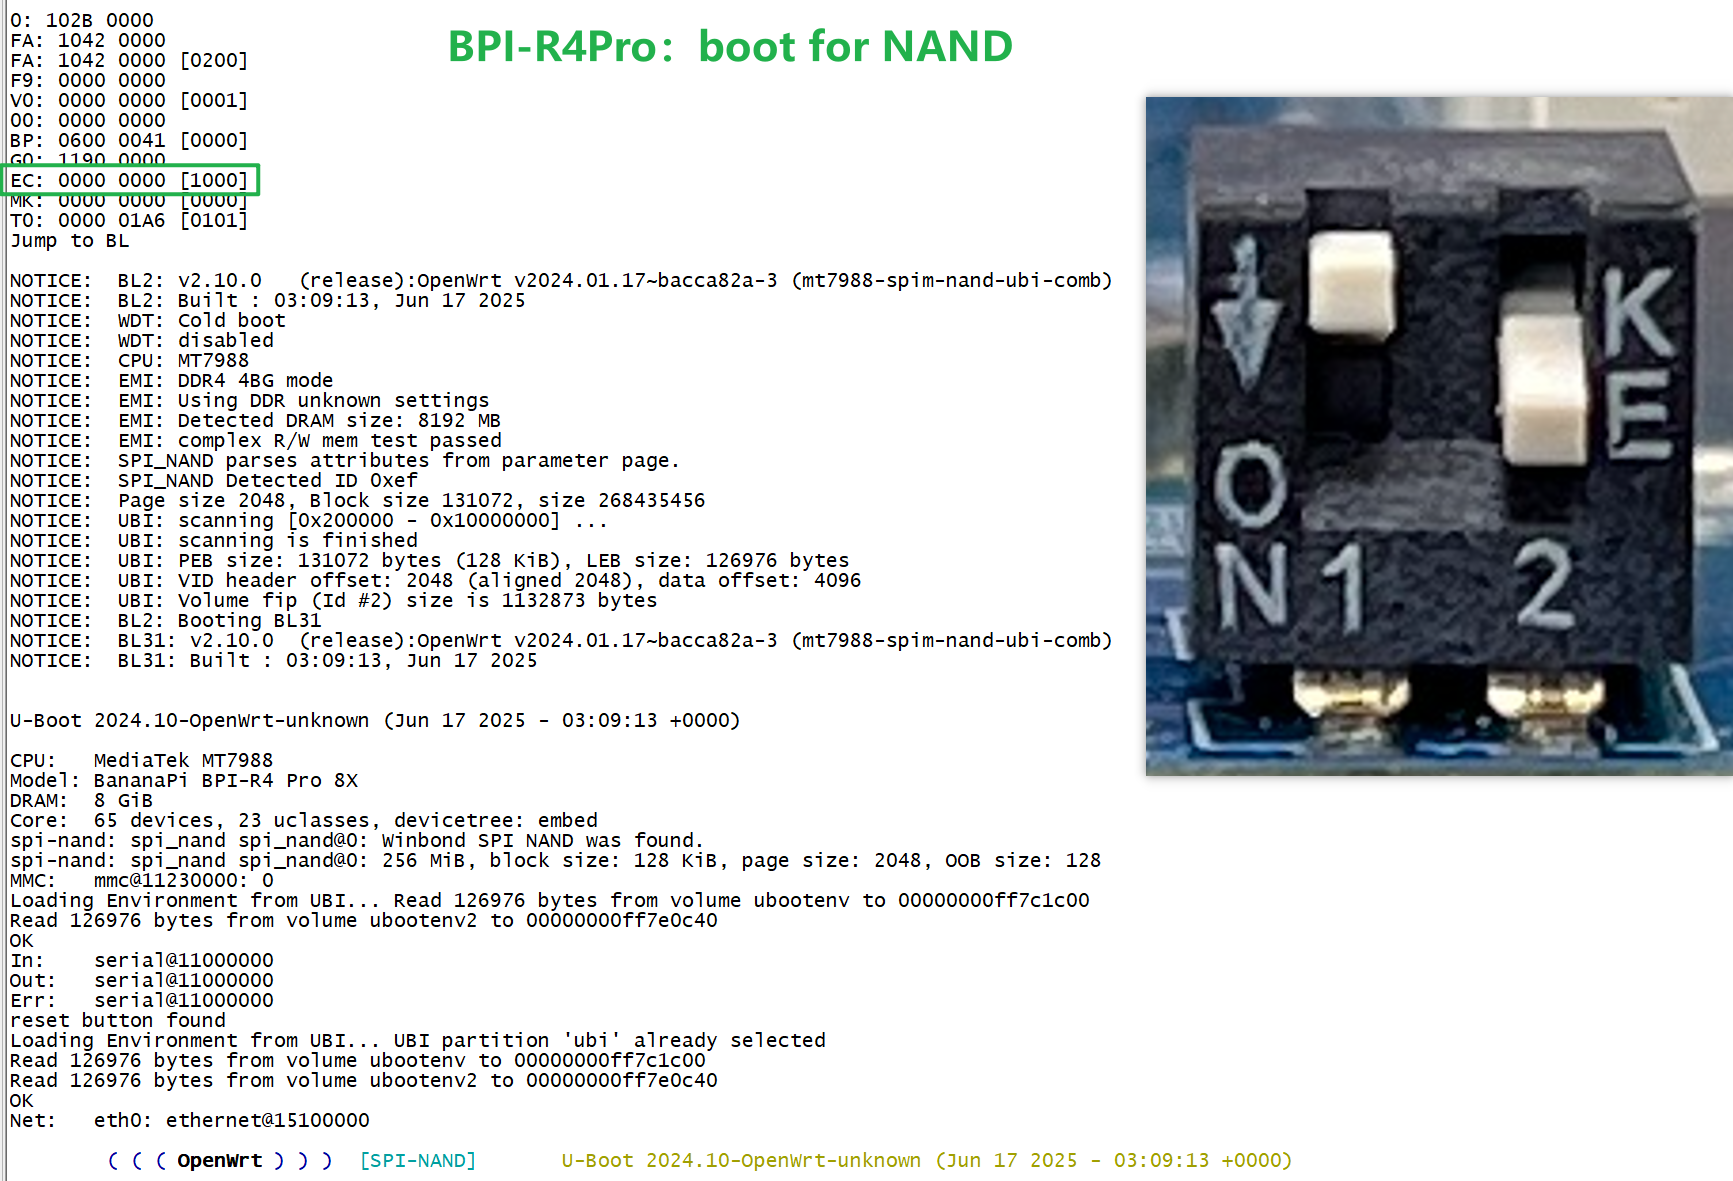 0: 102B 0000
FA: 1042 0000
FA: 1042 0000 [0200]
F9: 0000 0000
V0: 0000 0000 [0001]
00: 0000 0000
BP: 0600 0041 [0000]
G0: 1190 0000
EC: 0000 0000 [1000]
MK: 0000 0000 [0000]
T0: 0000 01A6 [0101]
Jump to BL
BPI-R4Pro：boot for NAND
NOTICE:  BL2: v2.10.0   (release):OpenWrt v2024.01.17~bacca82a-3 (mt7988-spim-nand-ubi-comb)
NOTICE:  BL2: Built : 03:09:13, Jun 17 2025
NOTICE:  WDT: Cold boot
NOTICE:  WDT: disabled
NOTICE:  CPU: MT7988
NOTICE:  EMI: DDR4 4BG mode
NOTICE:  EMI: Using DDR unknown settings
NOTICE:  EMI: Detected DRAM size: 8192 MB
NOTICE:  EMI: complex R/W mem test passed
NOTICE:  SPI_NAND parses attributes from parameter page.
NOTICE:  SPI_NAND Detected ID 0xef
NOTICE:  Page size 2048, Block size 131072, size 268435456
NOTICE:  UBI: scanning [0x200000 - 0x10000000] ...
NOTICE:  UBI: scanning is finished
NOTICE:  UBI: PEB size: 131072 bytes (128 KiB), LEB size: 126976 bytes
NOTICE:  UBI: VID header offset: 2048 (aligned 2048), data offset: 4096
NOTICE:  UBI: Volume fip (Id #2) size is 1132873 bytes
NOTICE:  BL2: Booting BL31
NOTICE:  BL31: v2.10.0  (release):OpenWrt v2024.01.17~bacca82a-3 (mt7988-spim-nand-ubi-comb)
NOTICE:  BL31: Built : 03:09:13, Jun 17 2025
U-Boot 2024.10-OpenWrt-unknown (Jun 17 2025 - 03:09:13 +0000)
CPU:   MediaTek MT7988
Model: BananaPi BPI-R4 Pro 8X
DRAM:  8 GiB
Core:  65 devices, 23 uclasses, devicetree: embed
spi-nand: spi_nand spi_nand@0: Winbond SPI NAND was found.
spi-nand: spi_nand spi_nand@0: 256 MiB, block size: 128 KiB, page size: 2048, OOB size: 128
MMC:   mmc@11230000: 0
Loading Environment from UBI... Read 126976 bytes from volume ubootenv to 00000000ff7c1c00
Read 126976 bytes from volume ubootenv2 to 00000000ff7e0c40
OK
In:    serial@11000000
Out:   serial@11000000
Err:   serial@11000000
reset button found
Loading Environment from UBI... UBI partition 'ubi' already selected
Read 126976 bytes from volume ubootenv to 00000000ff7c1c00
Read 126976 bytes from volume ubootenv2 to 00000000ff7e0c40
OK
Net:   eth0: ethernet@15100000
( ( ( OpenWrt ) ) )  [SPI-NAND]       U-Boot 2024.10-OpenWrt-unknown (Jun 17 2025 - 03:09:13 +0000)
KE
ON
1 2